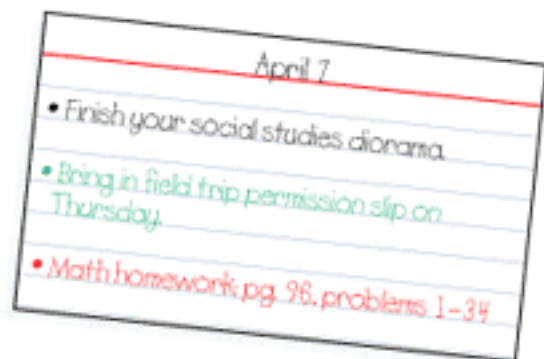 April 7
• Finish your social studies diorama.
• Bring in field trip permission slip on
Thursday.
• Math homework: pg. 96, problems 1-34